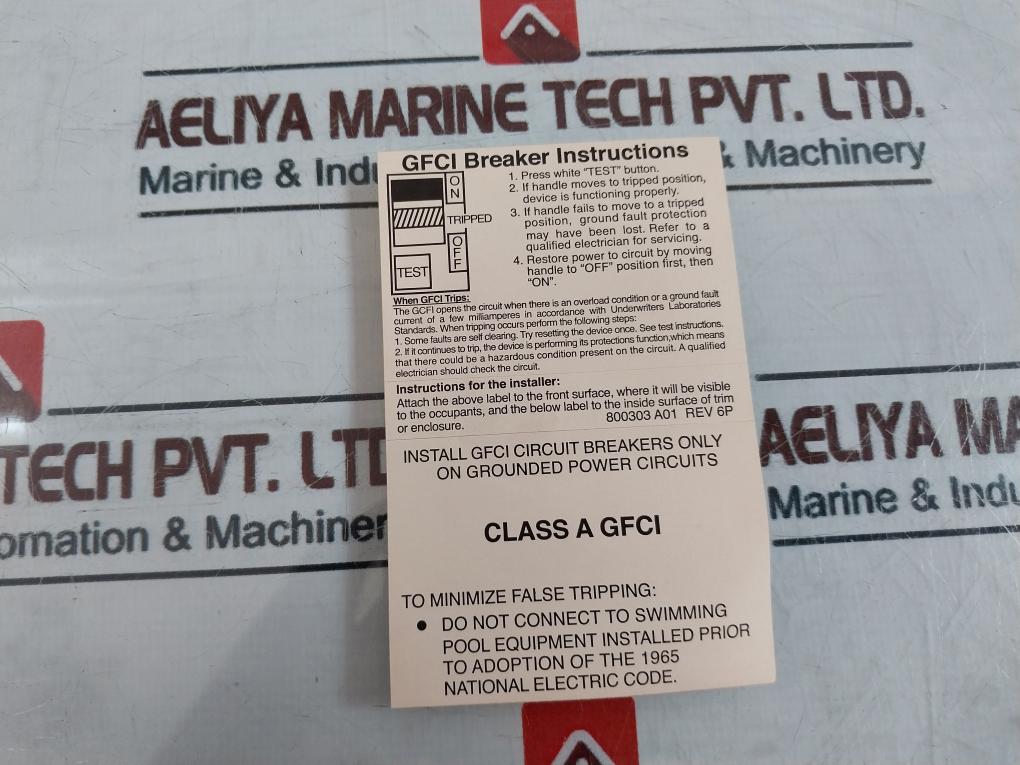 AELIYA MARINE TECH PVT. LTD.
Marine & Indu
& Machinery
GFCI Breaker Instructions
ON
TRIPPED
OFF
TEST
1. Press white "TEST" button.
2. If handle moves to tripped position,
device is functioning properly.
3. If handle fails to move to a tripped
position, ground fault protection
may have been lost. Refer to a
qualified electrician for servicing.
4. Restore power to circuit by moving
handle to "OFF" position first, then
"ON".
When GFCI Trips:
The GCFI opens the circuit when there is an overload condition or a ground fault
current of a few milliamperes in accordance with Underwriters Laboratories
Standards. When tripping occurs perform the following steps:
1. Some faults are self clearing. Try resetting the device once. See test instructions.
2. If it continues to trip, the device is performing its protections function,which means
that there could be a hazardous condition present on the circuit. A qualified
electrician should check the circuit.
Instructions for the installer:
Attach the above label to the front surface, where it will be visible
to the occupants, and the below label to the inside surface of trim
or enclosure.
800303 A01 REV 6P
INSTALL GFCI CIRCUIT BREAKERS ONLY
ON GROUNDED POWER CIRCUITS
CLASS A GFCI
TO MINIMIZE FALSE TRIPPING:
• DO NOT CONNECT TO SWIMMING
POOL EQUIPMENT INSTALLED PRIOR
TO ADOPTION OF THE 1965
NATIONAL ELECTRIC CODE.
TECH PVT. LTD
omation & Machiner
AELIYA MA
Marine & Indu